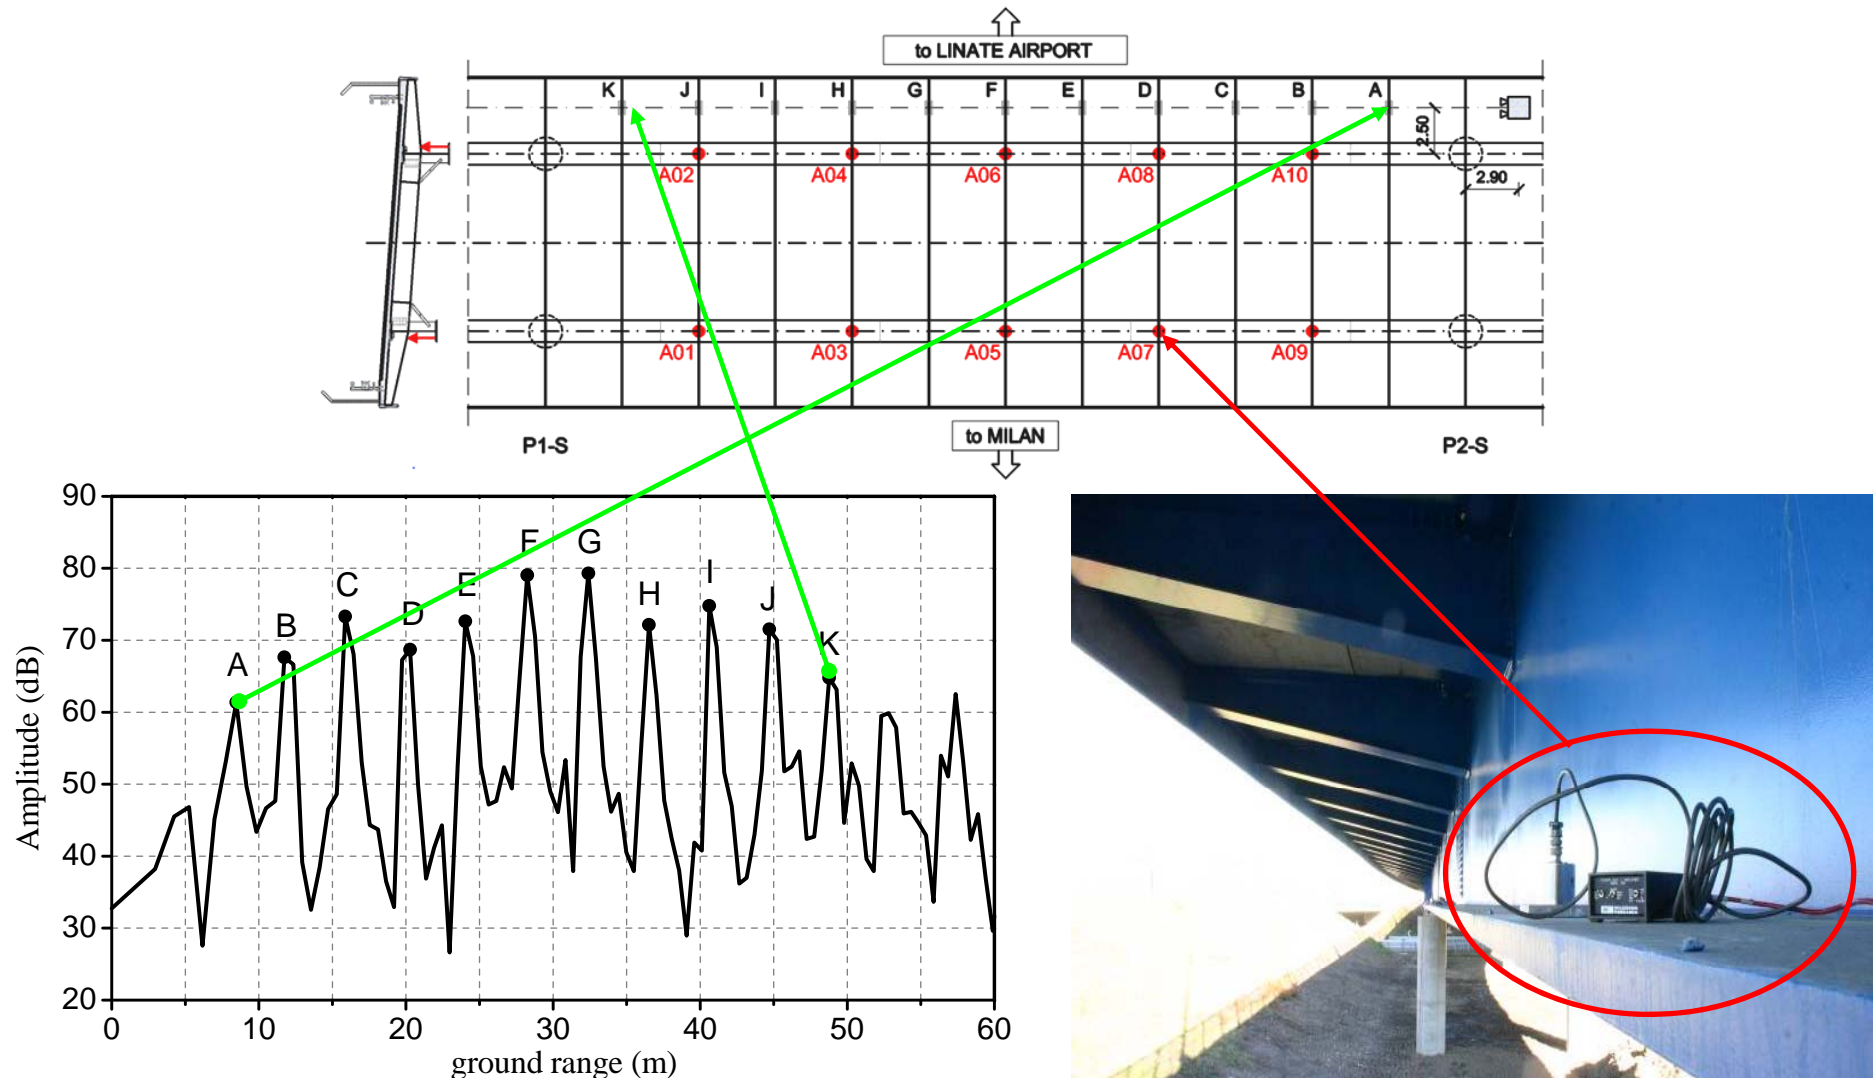 to LINATE AIRPORT
K J I H G F E D C B A
2.50
A02 A04 A06 A08 A10
2.90
A01 A03 A05 A07 A09
P1-S
to MILAN
P2-S
90
80
70
60
50
40
30
20
Amplitude (dB)
A B C D E F G H I J K
0 10 20 30 40 50 60
ground range (m)